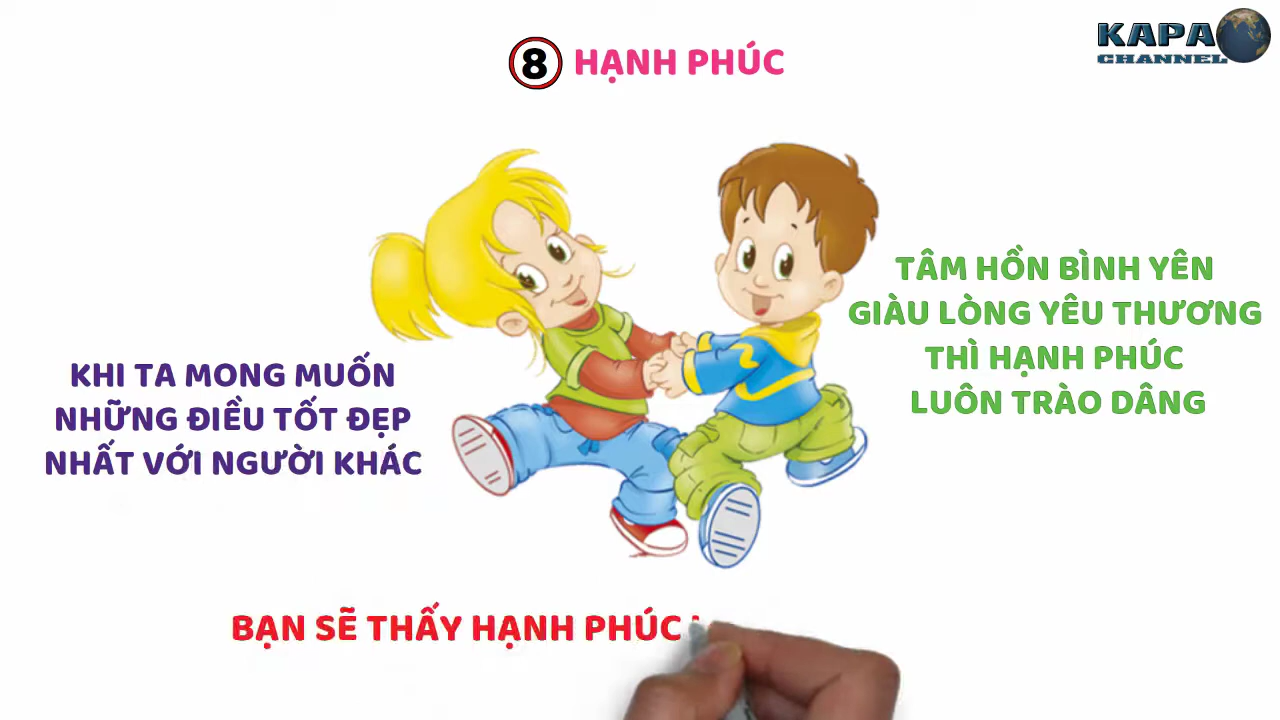 8 HẠNH PHÚC
KAPA
CHANNEL
TÂM HỒN BÌNH YÊN
GIÀU LÒNG YÊU THƯƠNG
THÌ HẠNH PHÚC
LUÔN TRÀO DÂNG
KHI TA MONG MUỐN
NHỮNG ĐIỀU TỐT ĐẸP
NHẤT VỚI NGƯỜI KHÁC
BẠN SẼ THẤY HẠNH PHÚC